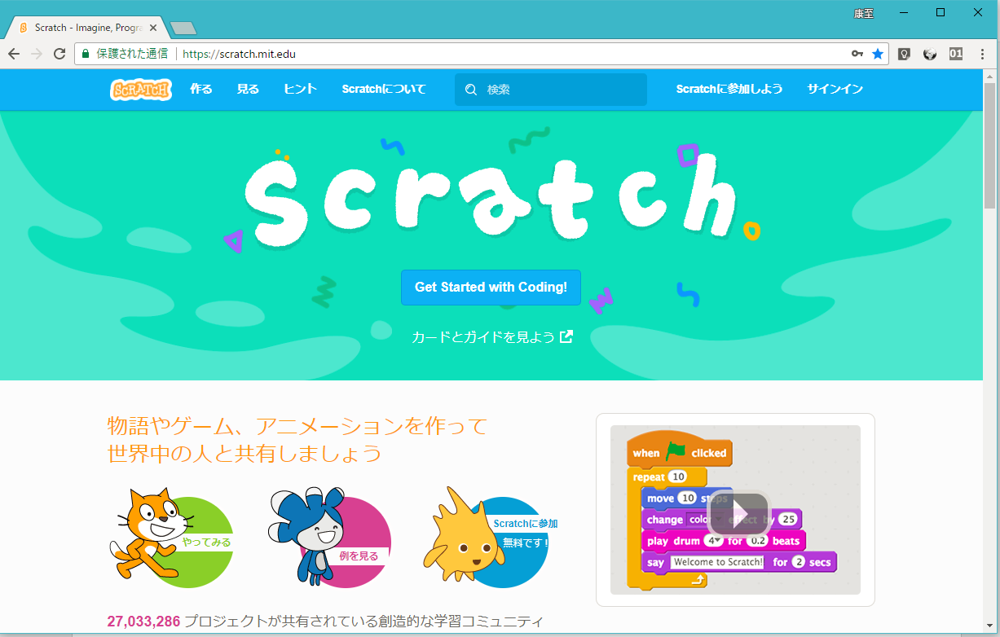 康至
Scratch - Imagine, Progra
保護された通信 https://scratch.mit.edu
01
SCRATCH 作る 見る ヒント Scratchについて 検索 Scratchに参加しよう サインイン
scratch
Get Started with Coding!
カードとガイドを見よう
物語やゲーム、アニメーションを作って
世界中の人と共有しましょう
when clicked
repeat 10
move 10 steps
change color effect by 25
play drum 4 for 0.2 beats
say Welcome to Scratch! for 2 secs
やってみる
例を見る
Scratchに参加
無料です!
27,033,286 プロジェクトが共有されている創造的な学習コミュニティ